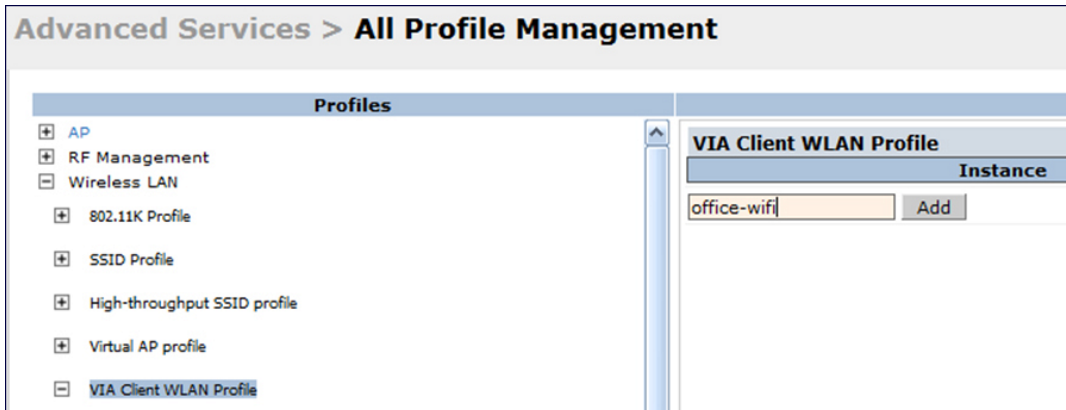 Advanced Services > All Profile Management
Profiles
AP
RF Management
Wireless LAN
802.11K Profile
SSID Profile
High-throughput SSID profile
Virtual AP profile
VIA Client WLAN Profile
VIA Client WLAN Profile
Instance
office-wifi Add